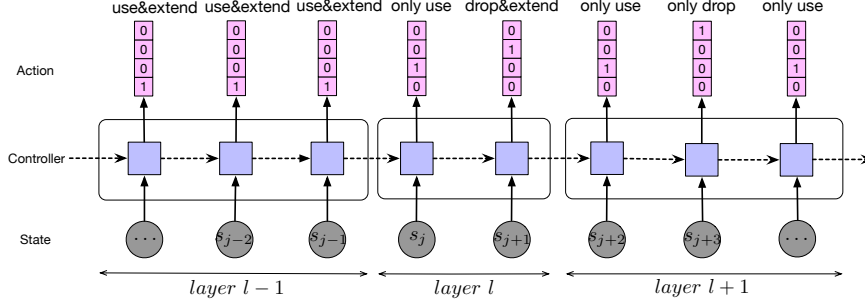 use&extend use&extend use&extend only use drop&extend only use only drop only use
0 0 0 0 0 0 1 0
0 0 0 0 1 0 0 0
Action
0 0 0 1 0 1 0 1
1 1 1 0 0 0 0 0
Controller
State ... s_{j-2} s_{j-1} s_j s_{j+1} s_{j+2} s_{j+3} ...
layer l − 1 layer l layer l + 1